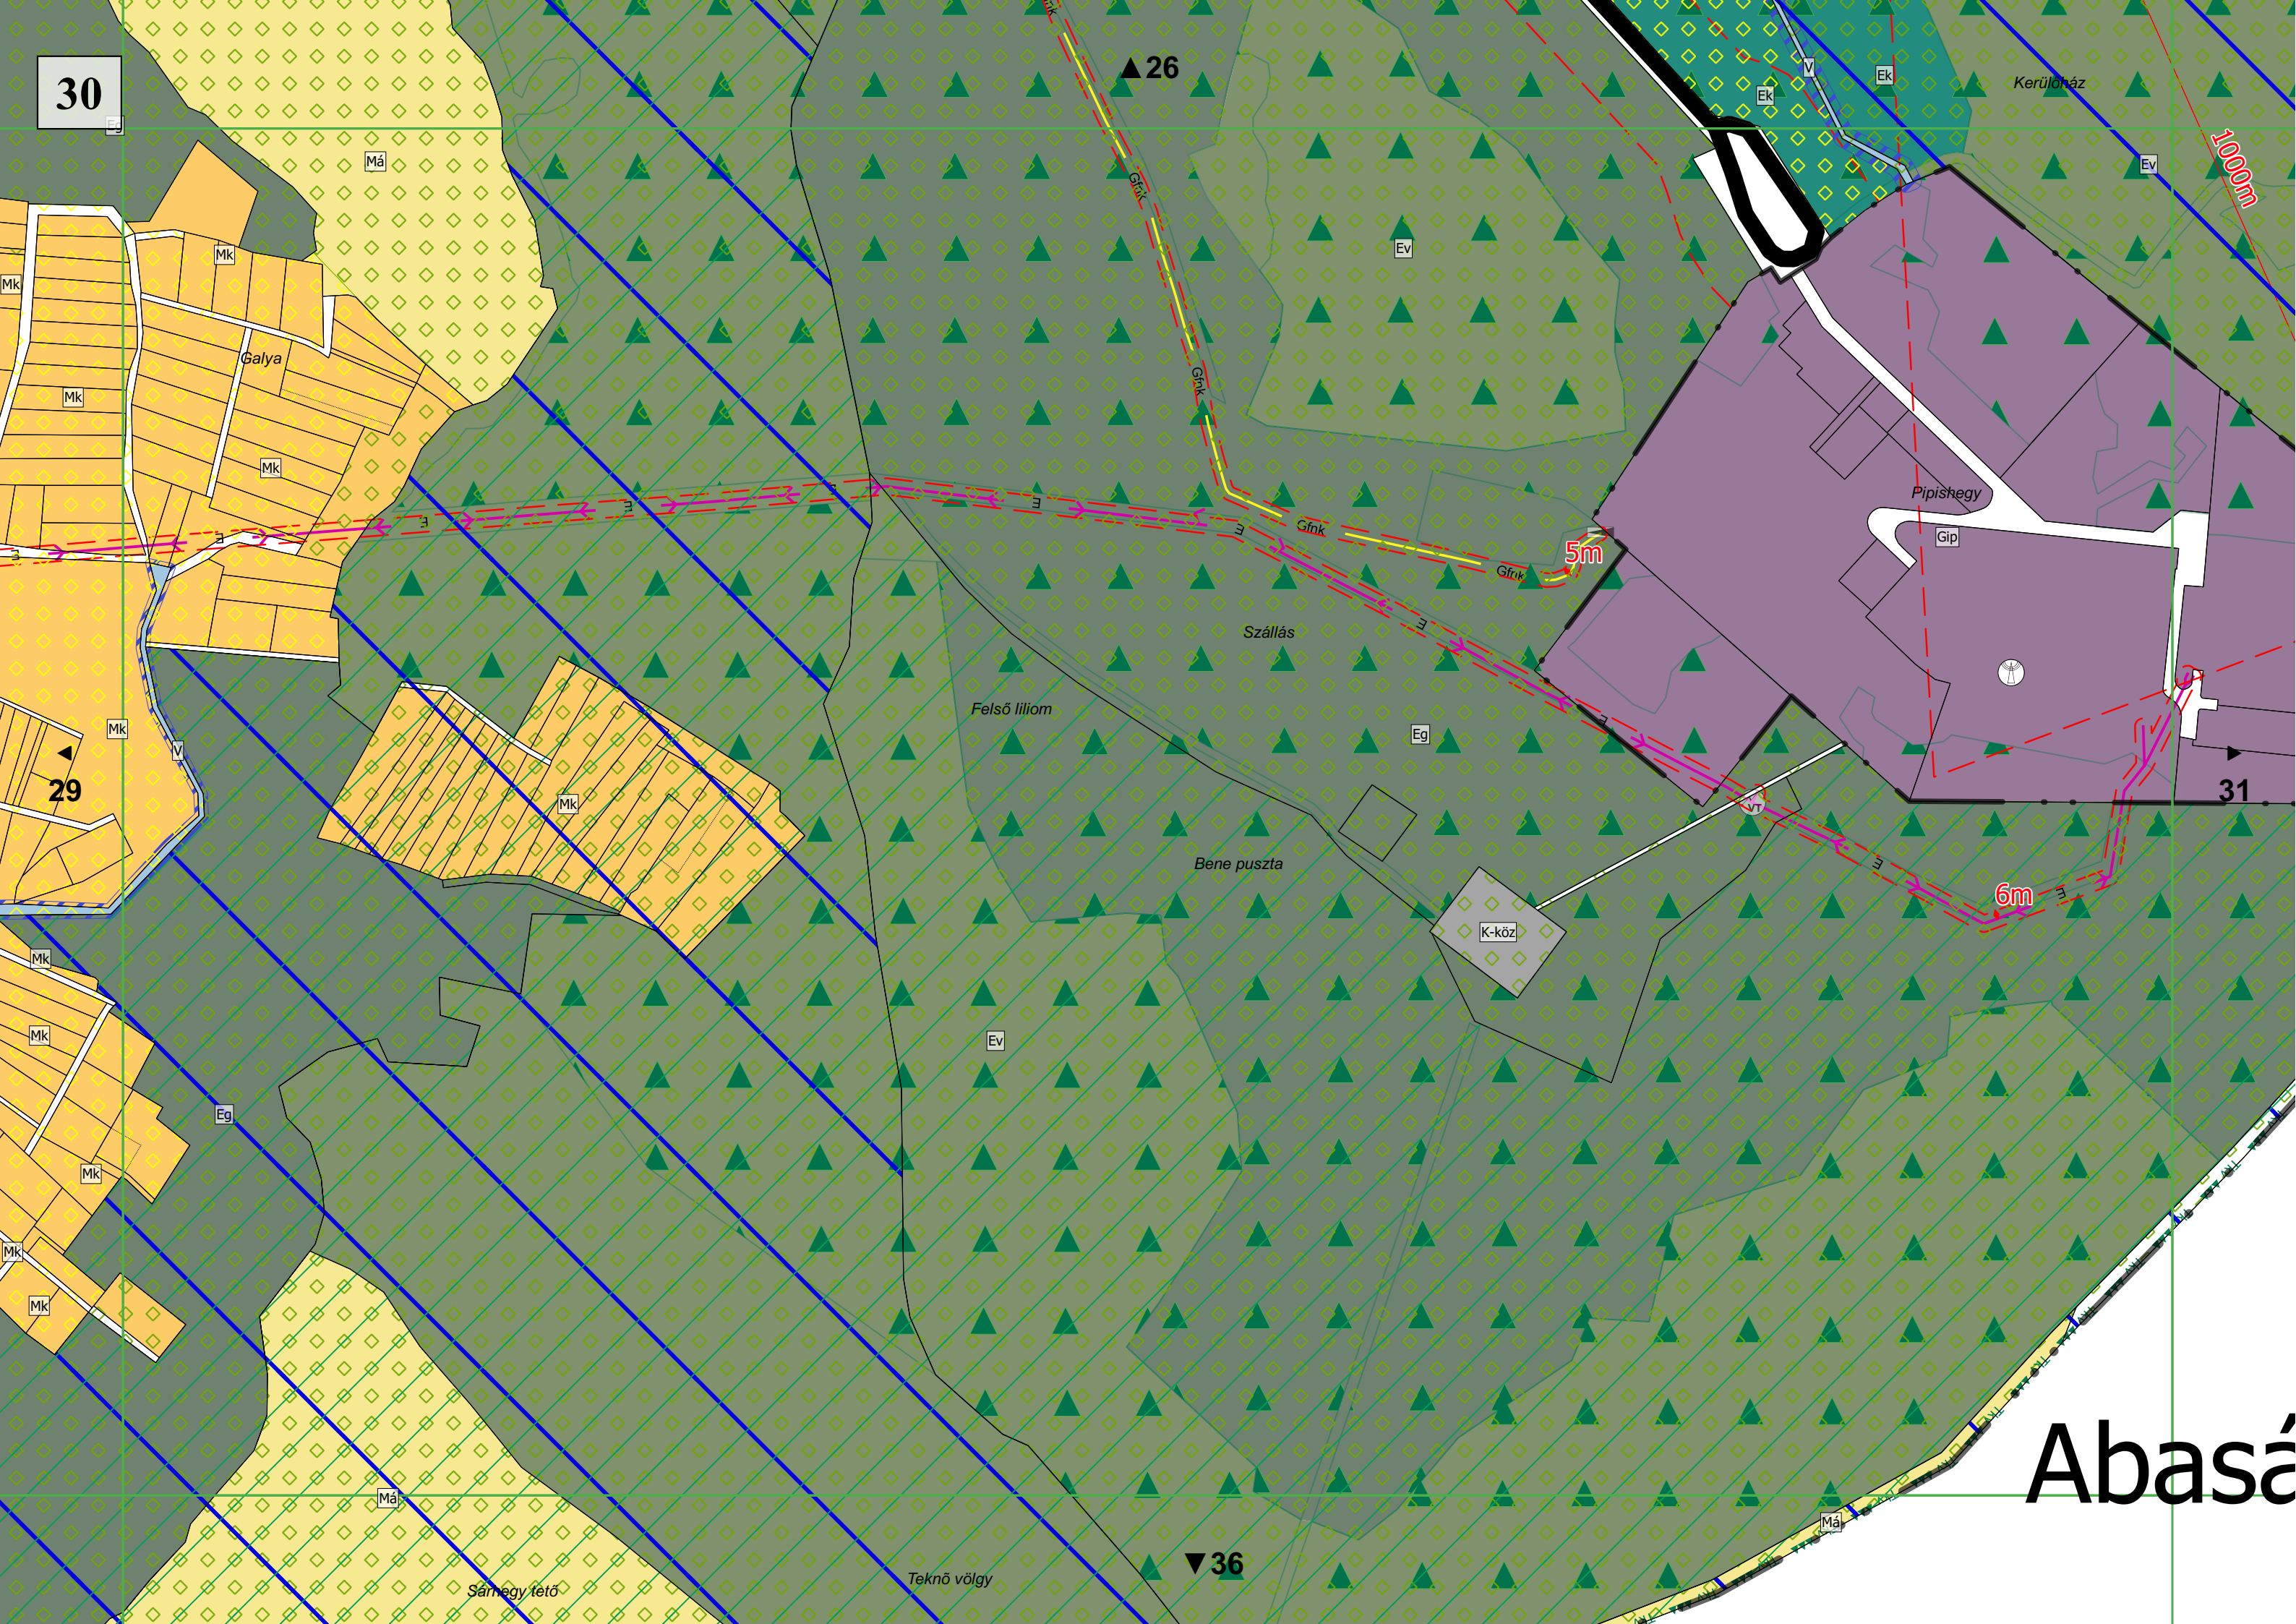 Gfnk
▲26
30
Eg
Má
V
Ek
Ek
Kerülőház
Ev
1000m
Gfnk
Mk
Ev
Mk
Galya
Gfnk
Mk
Mk
Pipishegy
E
E
E
E
E
E
E
Gfnk
Gip
5m
Gfnk
E
Szállás
Felső liliom
E
Mk
Eg
V
◄
29
►
31
Mk
VT
Bene puszta
E
6m
E
K-köz
Mk
Mk
Ev
Eg
Mk
Mk
Mk
Abasá
Má
Má
▼36
Teknő völgy
Sárhegy tető